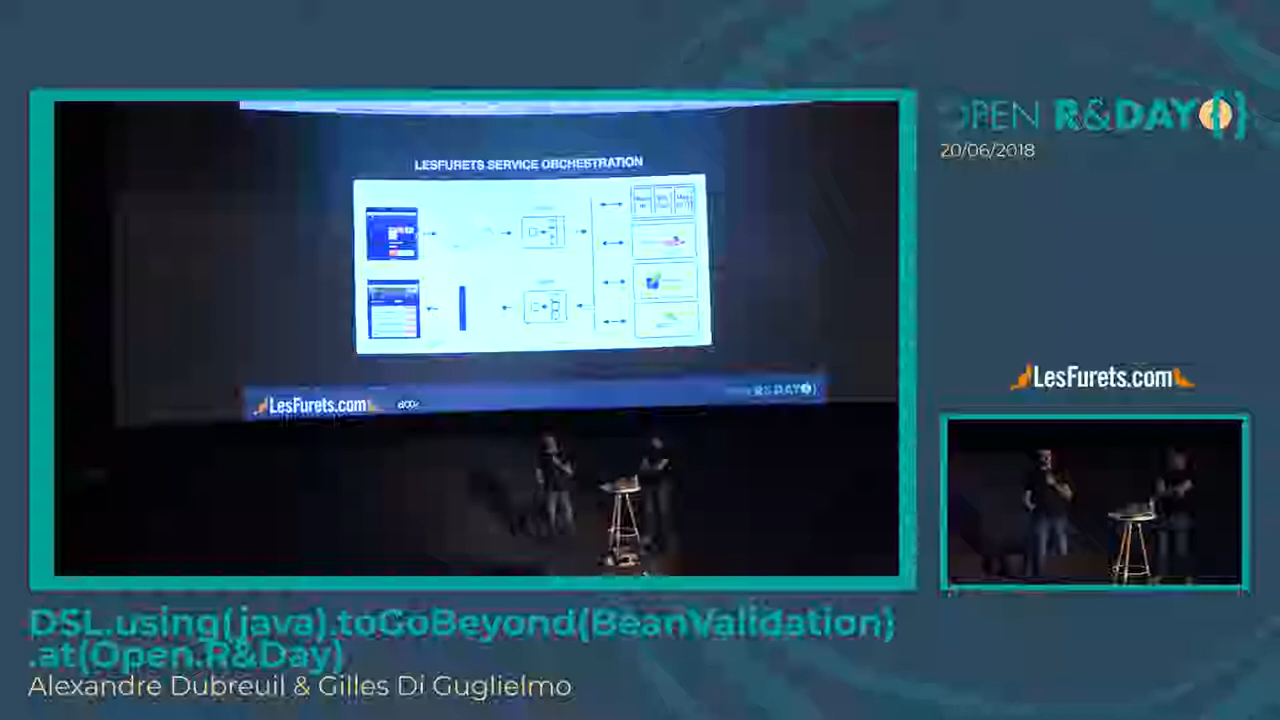 LESFURETS SERVICE ORCHESTRATION
LesFurets.com
R&DAY{}
OPEN R&DAY{}
20/06/2018
LesFurets.com
DSL.using(java).toGoBeyond(BeanValidation)
.at(Open.R&Day)
Alexandre Dubreuil & Gilles Di Guglielmo